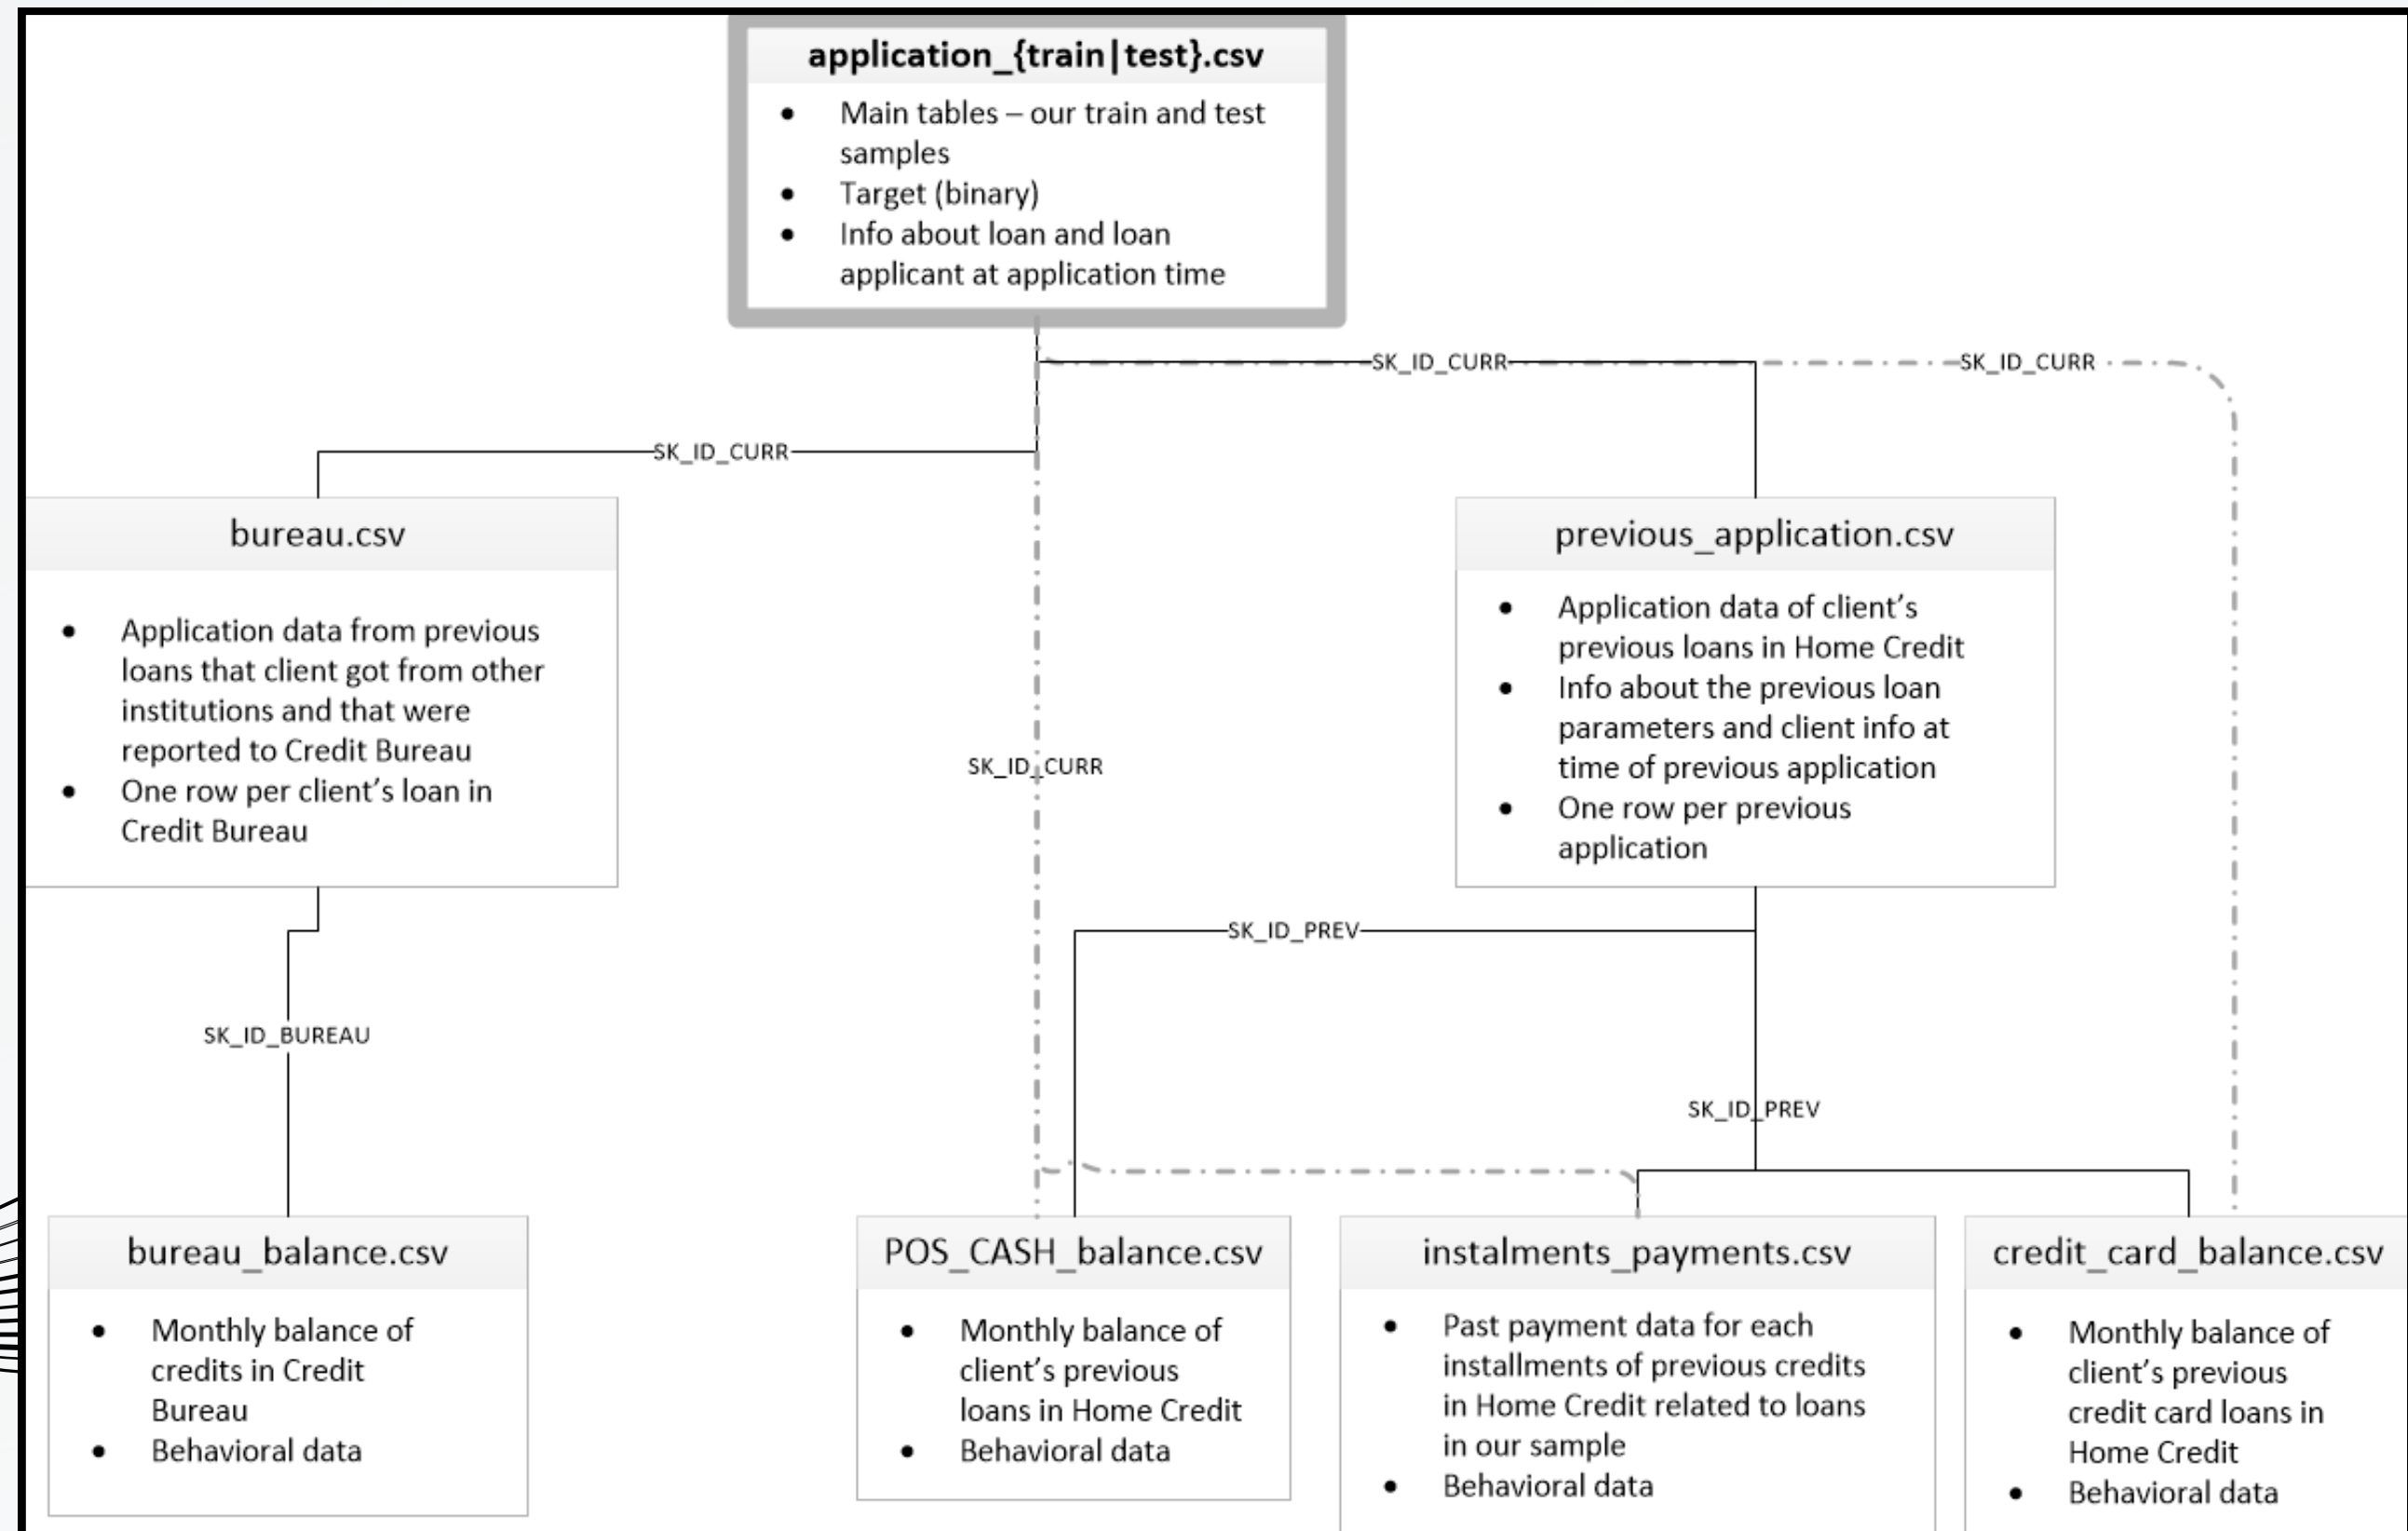 application_{train|test}.csv
• Main tables – our train and test
samples
• Target (binary)
• Info about loan and loan
applicant at application time
SK_ID_CURR
SK_ID_CURR
SK_ID_CURR
bureau.csv
• Application data from previous
loans that client got from other
institutions and that were
reported to Credit Bureau
• One row per client’s loan in
Credit Bureau
SK_ID_CURR
previous_application.csv
• Application data of client’s
previous loans in Home Credit
• Info about the previous loan
parameters and client info at
time of previous application
• One row per previous
application
SK_ID_PREV
SK_ID_BUREAU
SK_ID_PREV
bureau_balance.csv
• Monthly balance of
credits in Credit
Bureau
• Behavioral data
POS_CASH_balance.csv
• Monthly balance of
client’s previous
loans in Home Credit
• Behavioral data
instalments_payments.csv
• Past payment data for each
installments of previous credits
in Home Credit related to loans
in our sample
• Behavioral data
credit_card_balance.csv
• Monthly balance of
client’s previous
credit card loans in
Home Credit
• Behavioral data